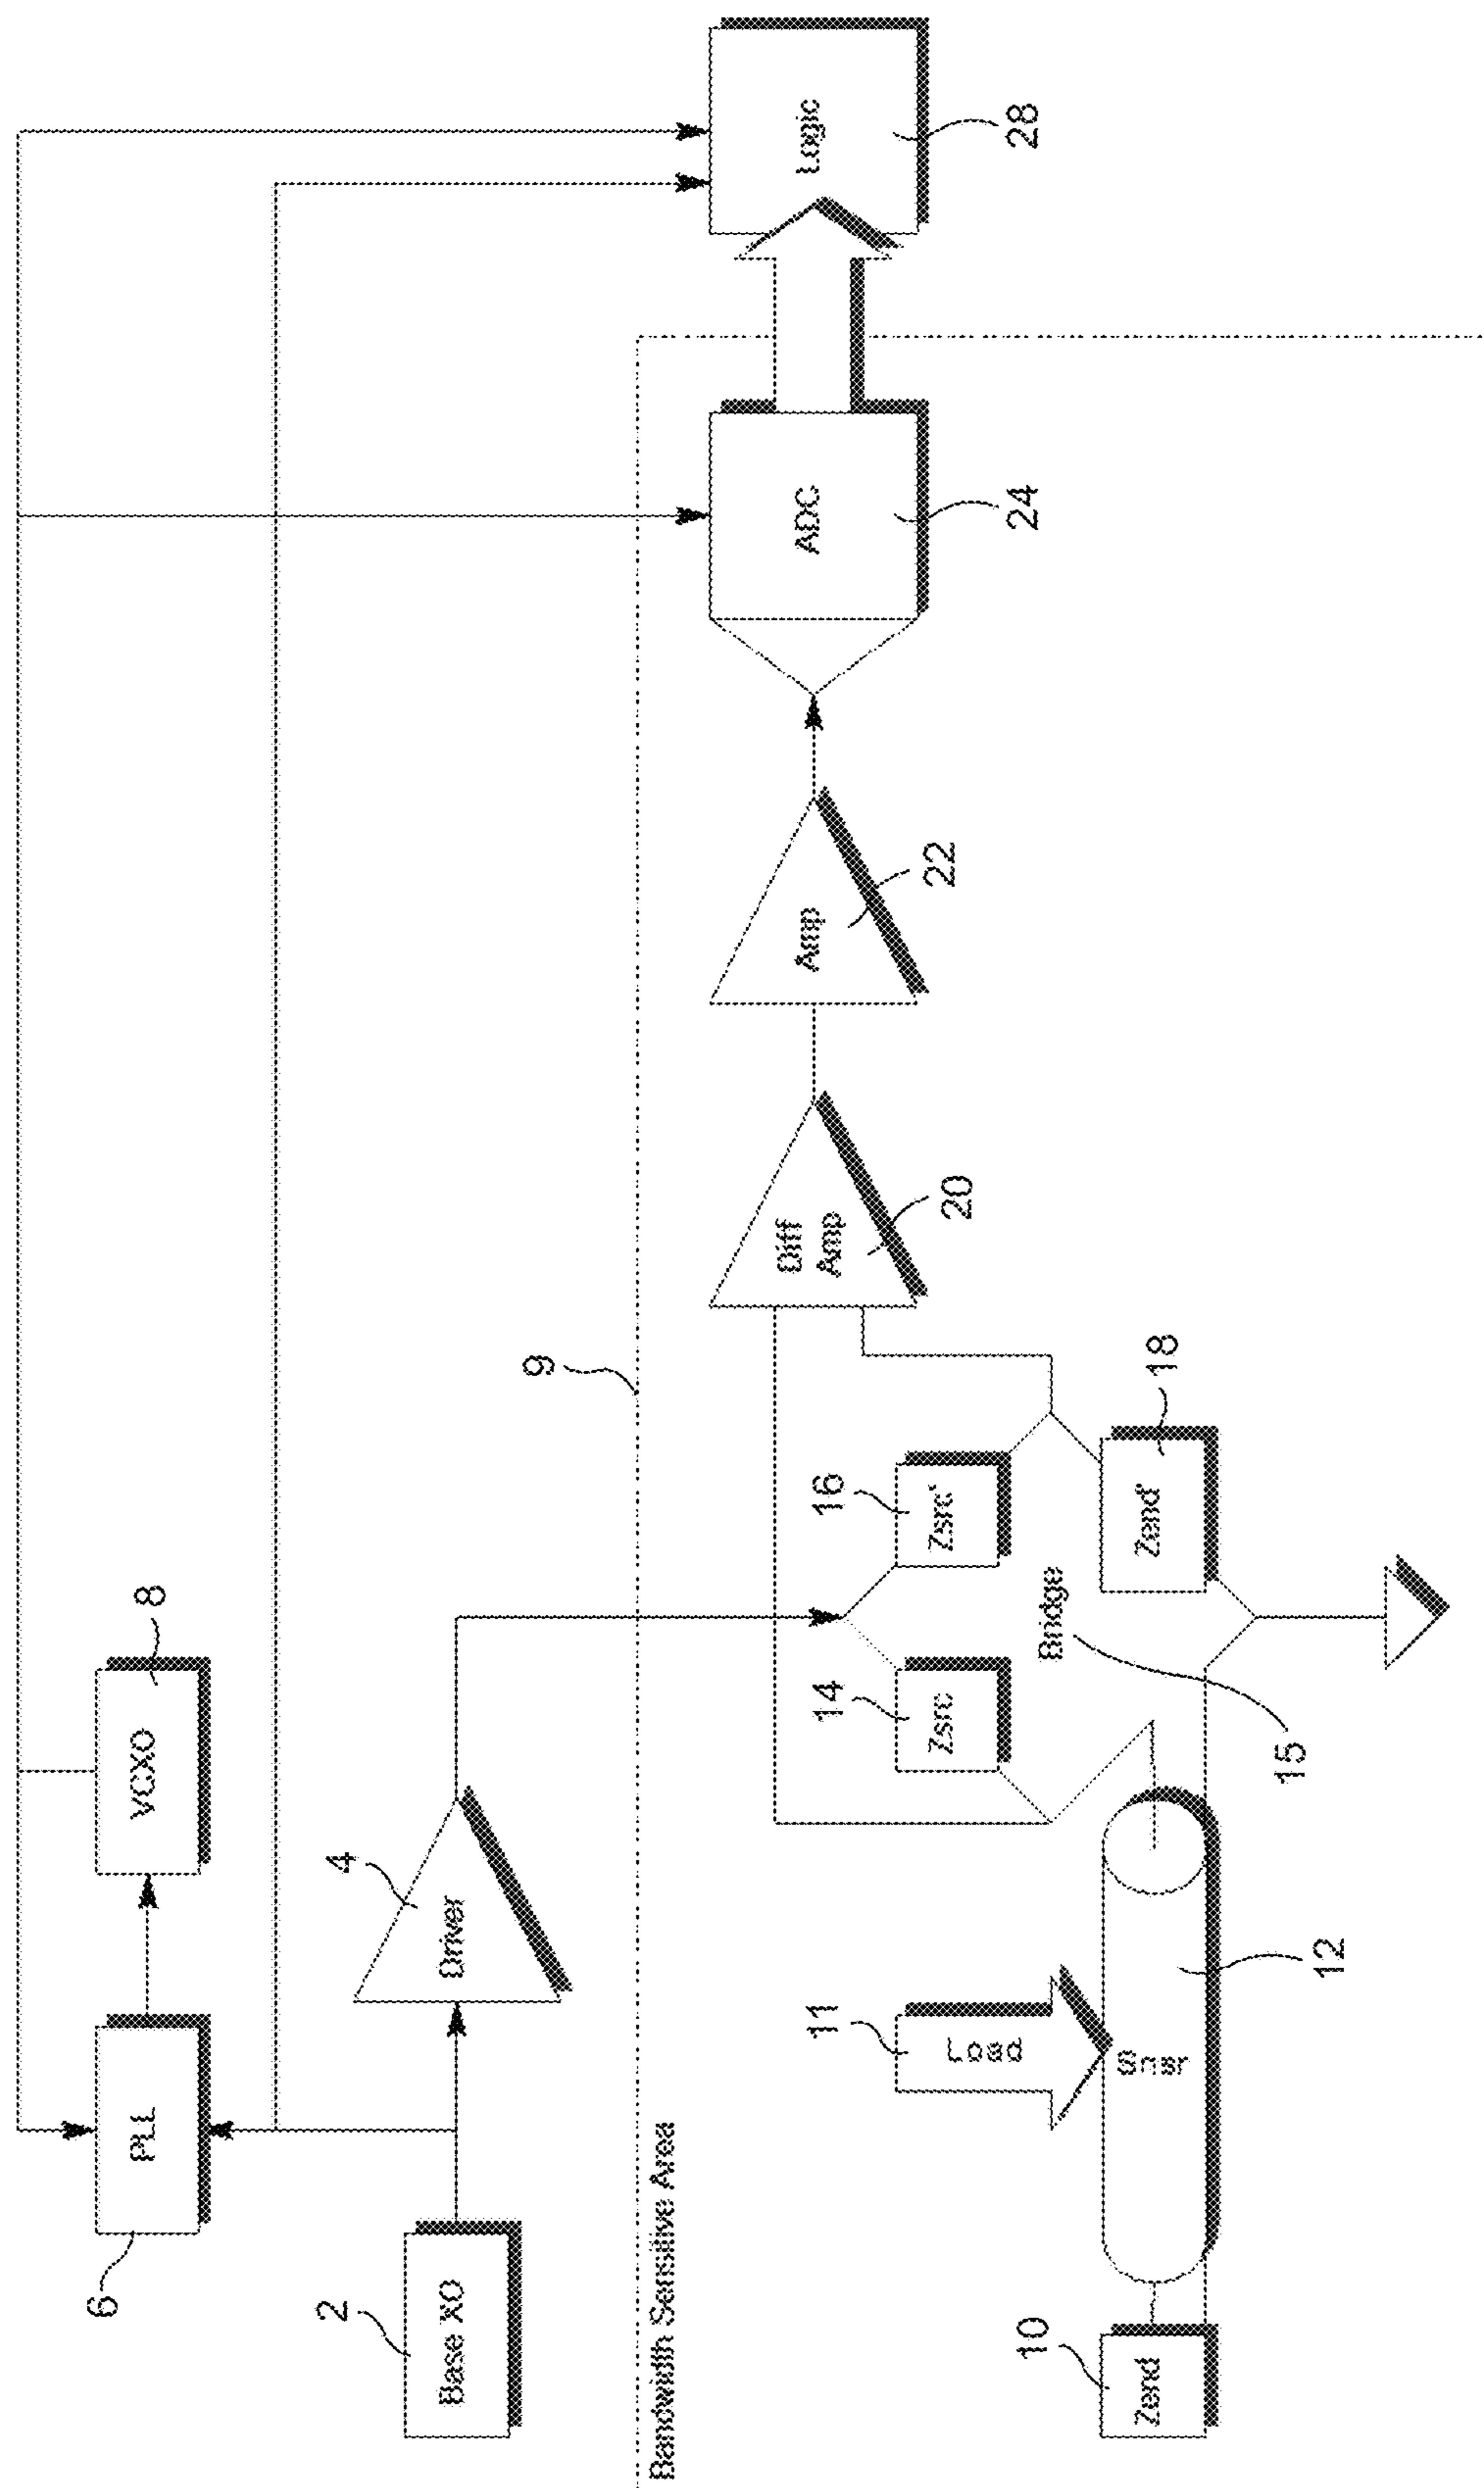 6
PLL
VCXO
8
2
Base XO
4
Driver
9
Bandwidth Sensitive Area
Logic
28
ADC
24
Amp
22
Diff
Amp
20
14
Zsrc
16
Zsrc'
Bridge
15
Zend'
18
11
Load
Snsr
12
10
Zend